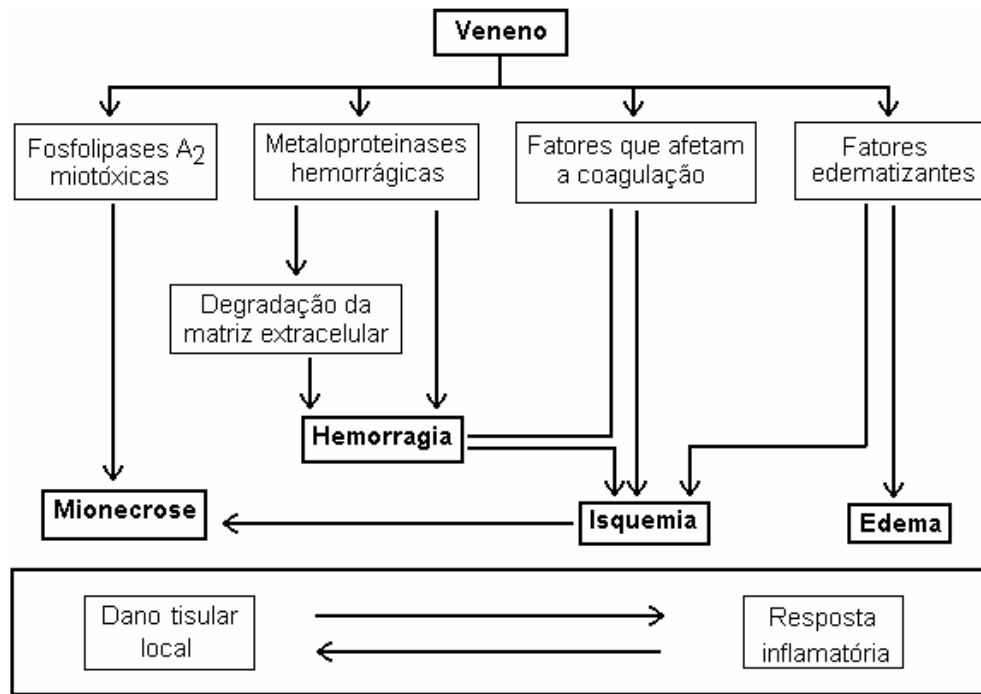 Veneno
Fosfolipases A2
miotóxicas
Metaloproteinases
hemorrágicas
Fatores que afetam
a coagulação
Fatores
edematizantes
Degradação da
matriz extracelular
Hemorragia
Mionecrose
Isquemia
Edema
Dano tisular
local
Resposta
inflamatória